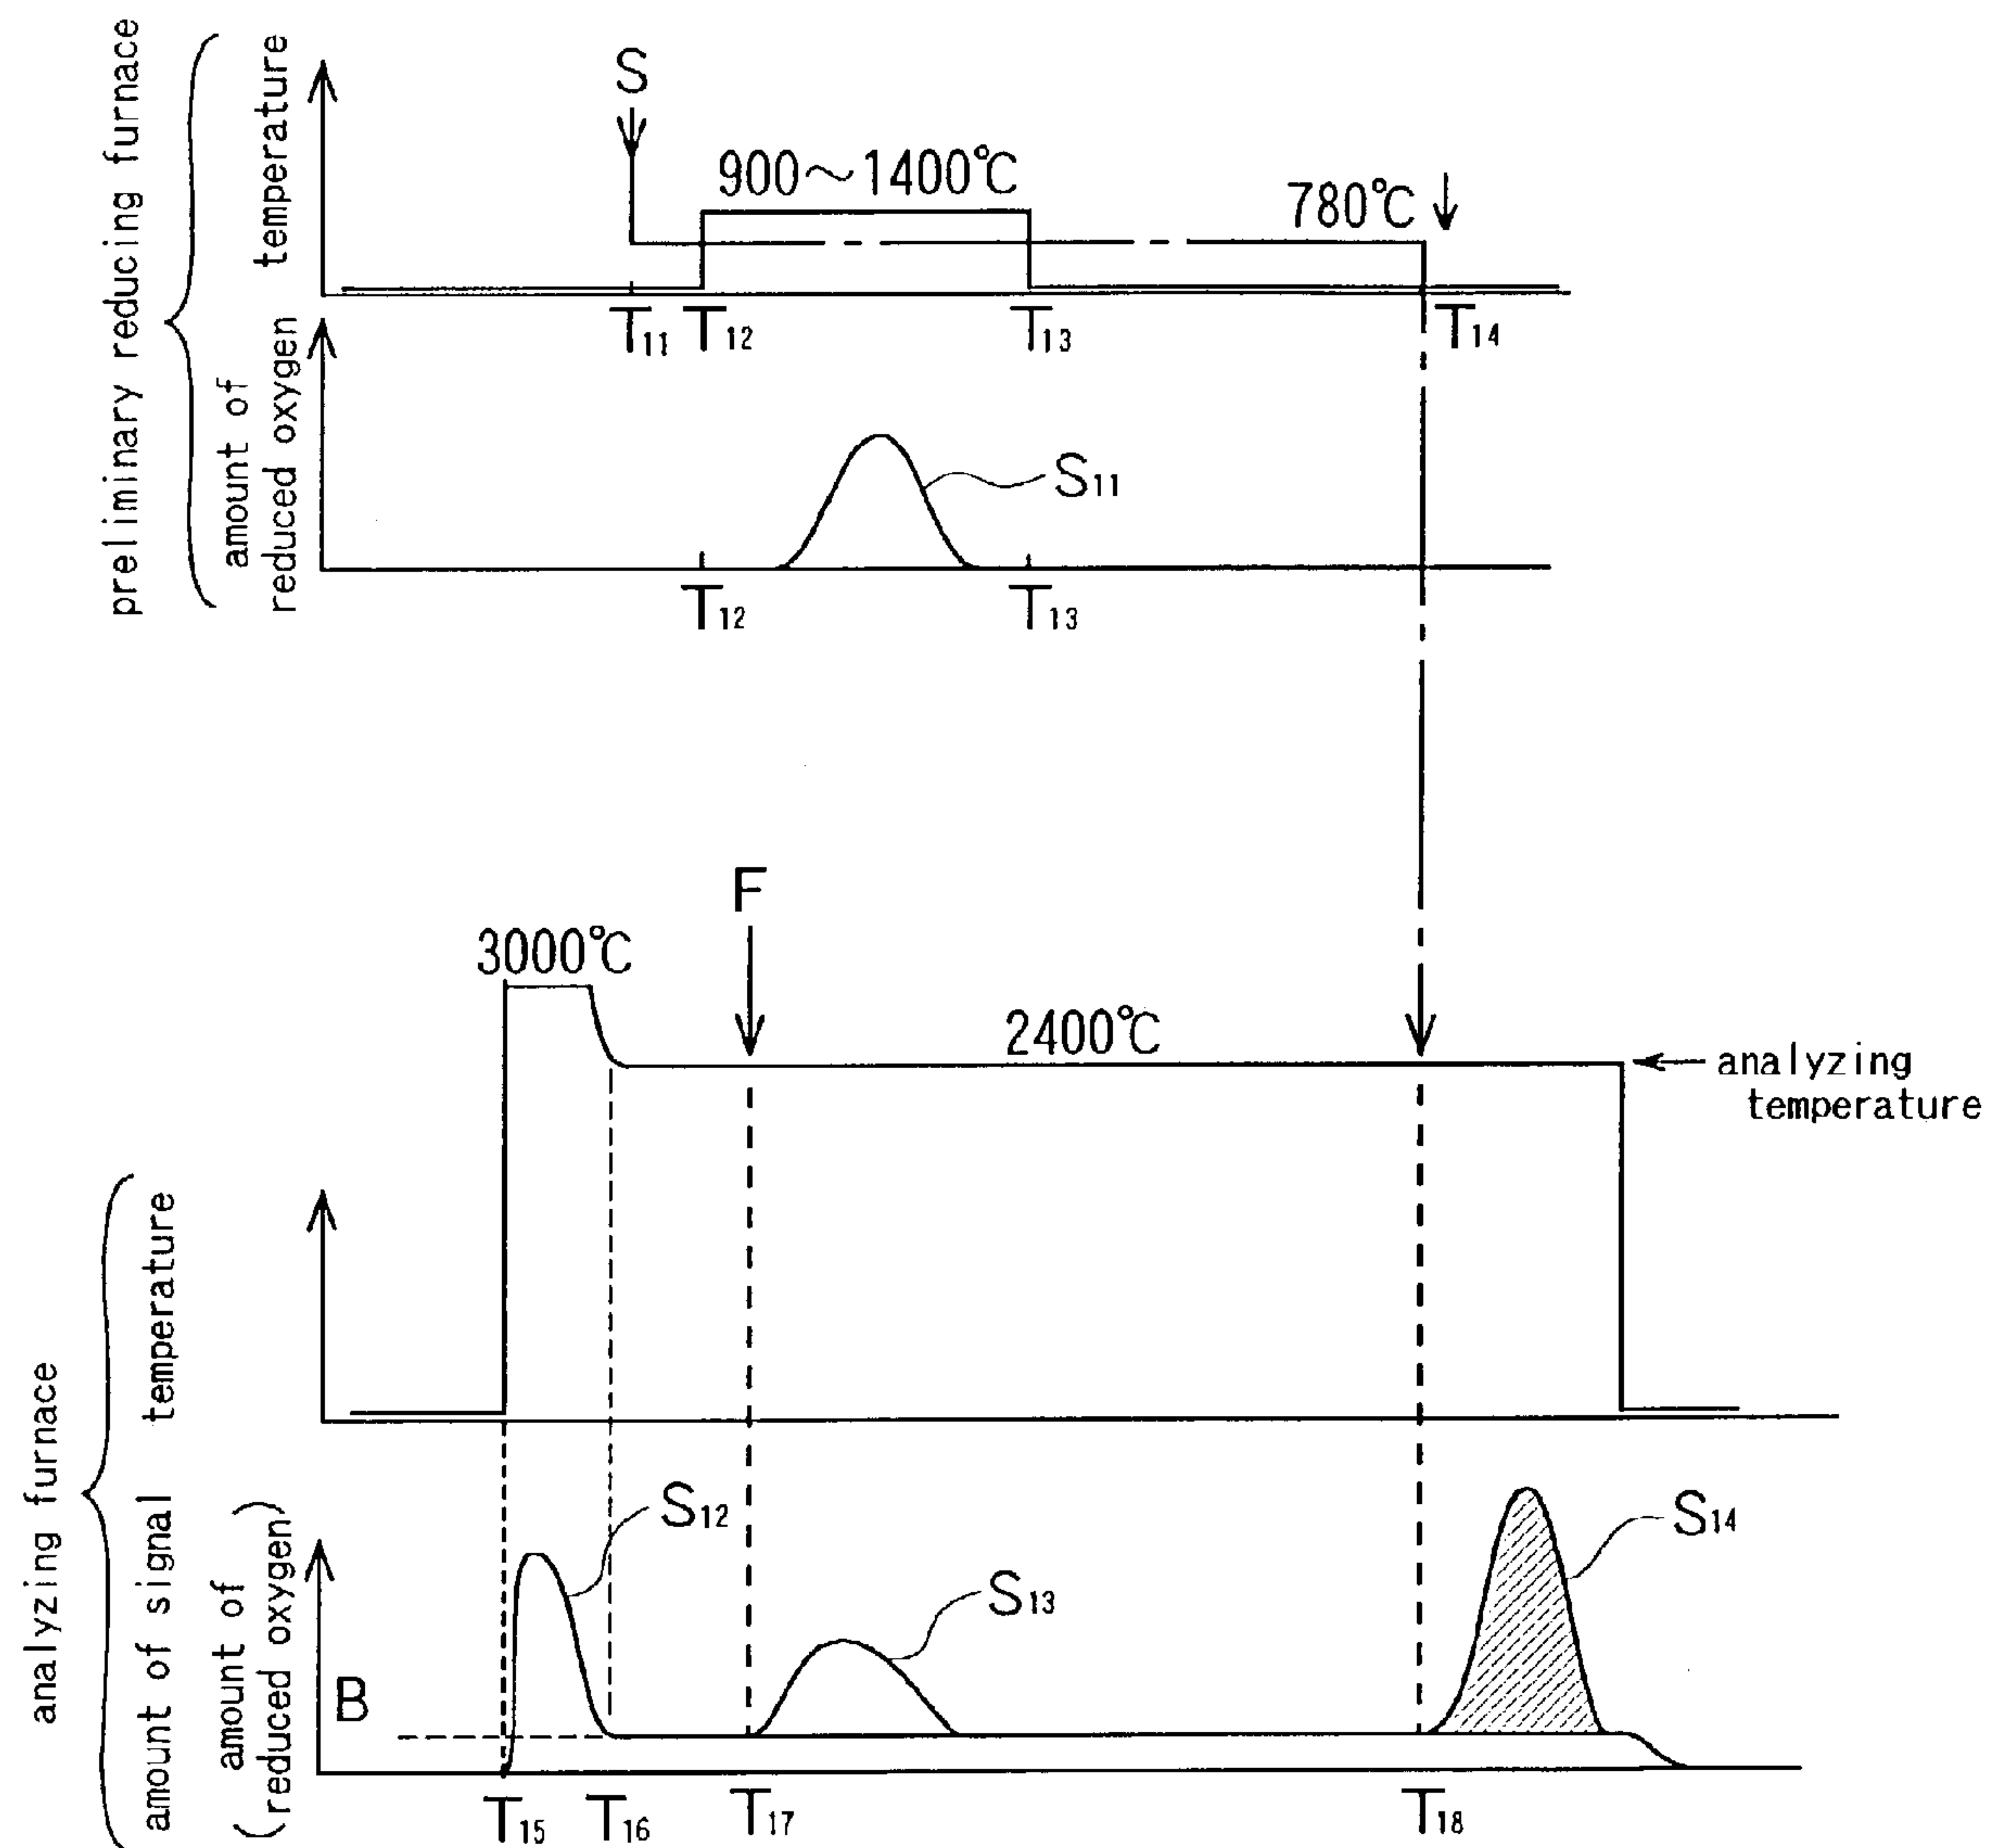 preliminary reducing furnace
temperature
S
900～1400℃
780℃
T11
T12
T13
T14
amount of
reduced oxygen
S11
T12
T13
F
3000℃
2400℃
analyzing
temperature
analyzing furnace
temperature
amount of signal
(amount of
reduced oxygen)
B
S12
S13
S14
T15
T16
T17
T18